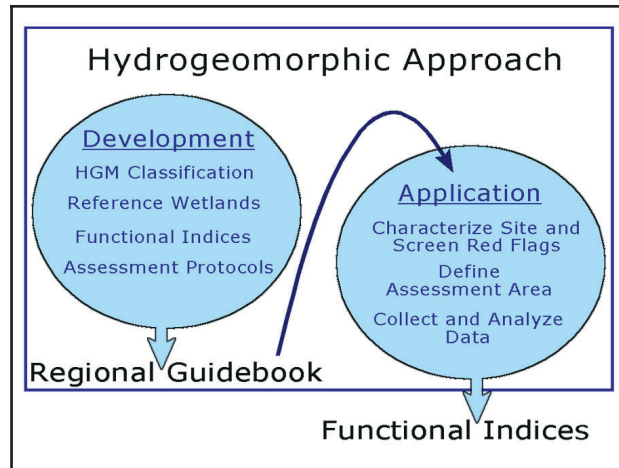 Hydrogeomorphic Approach
Development
HGM Classification
Reference Wetlands
Functional Indices
Assessment Protocols
Regional Guidebook
Application
Characterize Site and
Screen Red Flags
Define
Assessment Area
Collect and Analyze
Data
Functional Indices